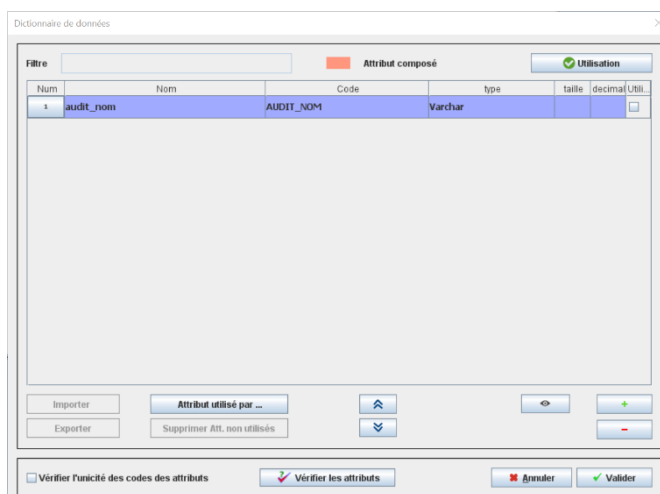 Dictionnaire de données
Filtre Attribut composé Utilisation
Num Nom Code type taille decimal Utili...
1 audit_nom AUDIT_NOM Varchar
Importer Attribut utilisé par ...
Exporter Supprimer Att. non utilisés
Vérifier l'unicité des codes des attributs Vérifier les attributs Annuler Valider